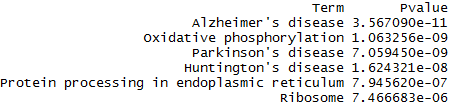 Term Pvalue
Alzheimer's disease 3.567090e-11
Oxidative phosphorylation 1.063256e-09
Parkinson's disease 7.059450e-09
Huntington's disease 1.624321e-08
Protein processing in endoplasmic reticulum 7.945620e-07
Ribosome 7.466683e-06